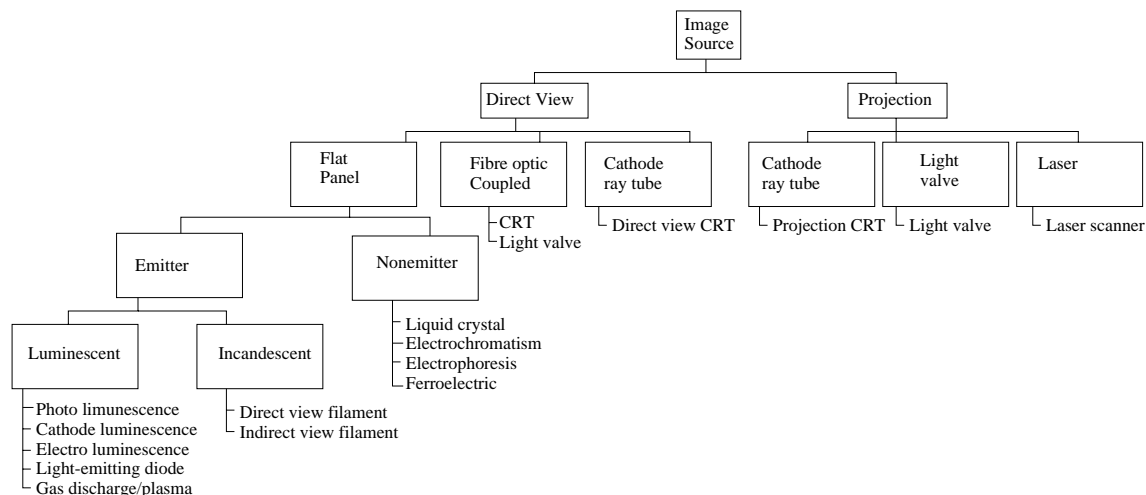 Image
Source
Direct View
Projection
Flat
Panel
Fibre optic
Coupled
Cathode
ray tube
Cathode
ray tube
Light
valve
Laser
CRT
Light valve
Direct view CRT
Projection CRT
Light valve
Laser scanner
Emitter
Nonemitter
Liquid crystal
Electrochromatism
Electrophoresis
Ferroelectric
Luminescent
Incandescent
Photo limunescence
Cathode luminescence
Electro luminescence
Light-emitting diode
Gas discharge/plasma
Direct view filament
Indirect view filament